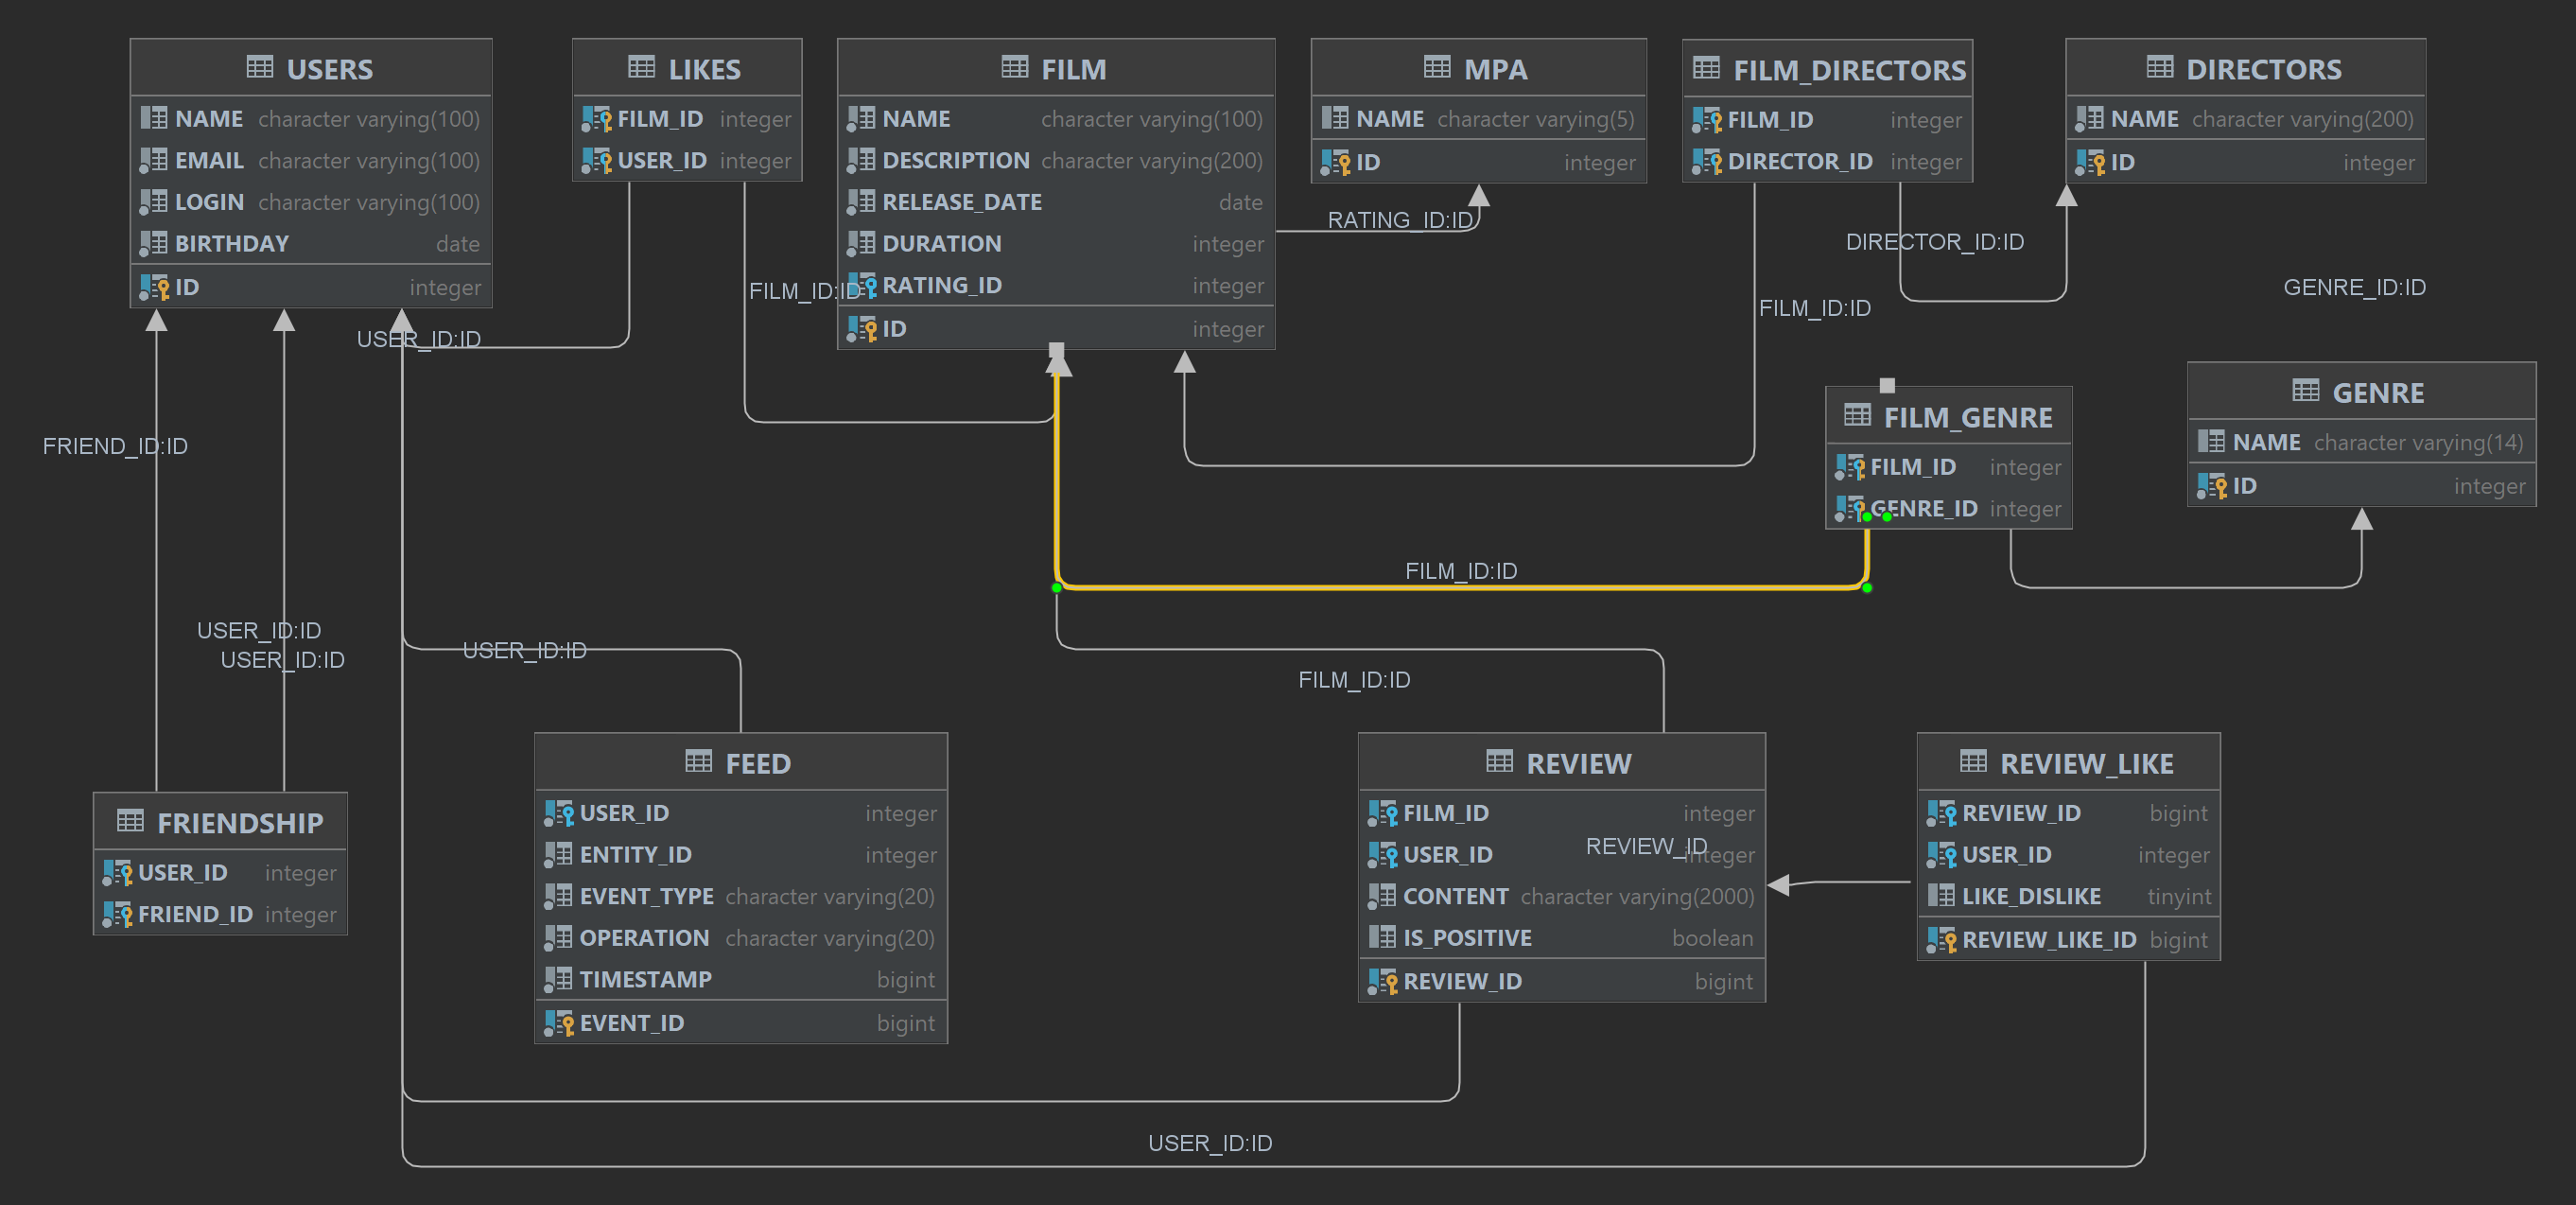 USERS
NAME character varying(100)
EMAIL character varying(100)
LOGIN character varying(100)
BIRTHDAY date
ID integer
LIKES
FILM_ID integer
USER_ID integer
FILM
NAME character varying(100)
DESCRIPTION character varying(200)
RELEASE_DATE date
DURATION integer
RATING_ID integer
ID integer
MPA
NAME character varying(5)
ID integer
FILM_DIRECTORS
FILM_ID integer
DIRECTOR_ID integer
DIRECTORS
NAME character varying(200)
ID integer
RATING_ID:ID
DIRECTOR_ID:ID
GENRE_ID:ID
FILM_ID:ID
FILM_ID:ID
USER_ID:ID
FILM_GENRE
FILM_ID integer
GENRE_ID integer
GENRE
NAME character varying(14)
ID integer
FRIEND_ID:ID
FILM_ID:ID
USER_ID:ID
USER_ID:ID
USER_ID:ID
FILM_ID:ID
FRIENDSHIP
USER_ID integer
FRIEND_ID integer
FEED
USER_ID integer
ENTITY_ID integer
EVENT_TYPE character varying(20)
OPERATION character varying(20)
TIMESTAMP bigint
EVENT_ID bigint
REVIEW
FILM_ID integer
USER_ID integer
CONTENT character varying(2000)
IS_POSITIVE boolean
REVIEW_ID bigint
REVIEW_ID
REVIEW_LIKE
REVIEW_ID bigint
USER_ID integer
LIKE_DISLIKE tinyint
REVIEW_LIKE_ID bigint
USER_ID:ID